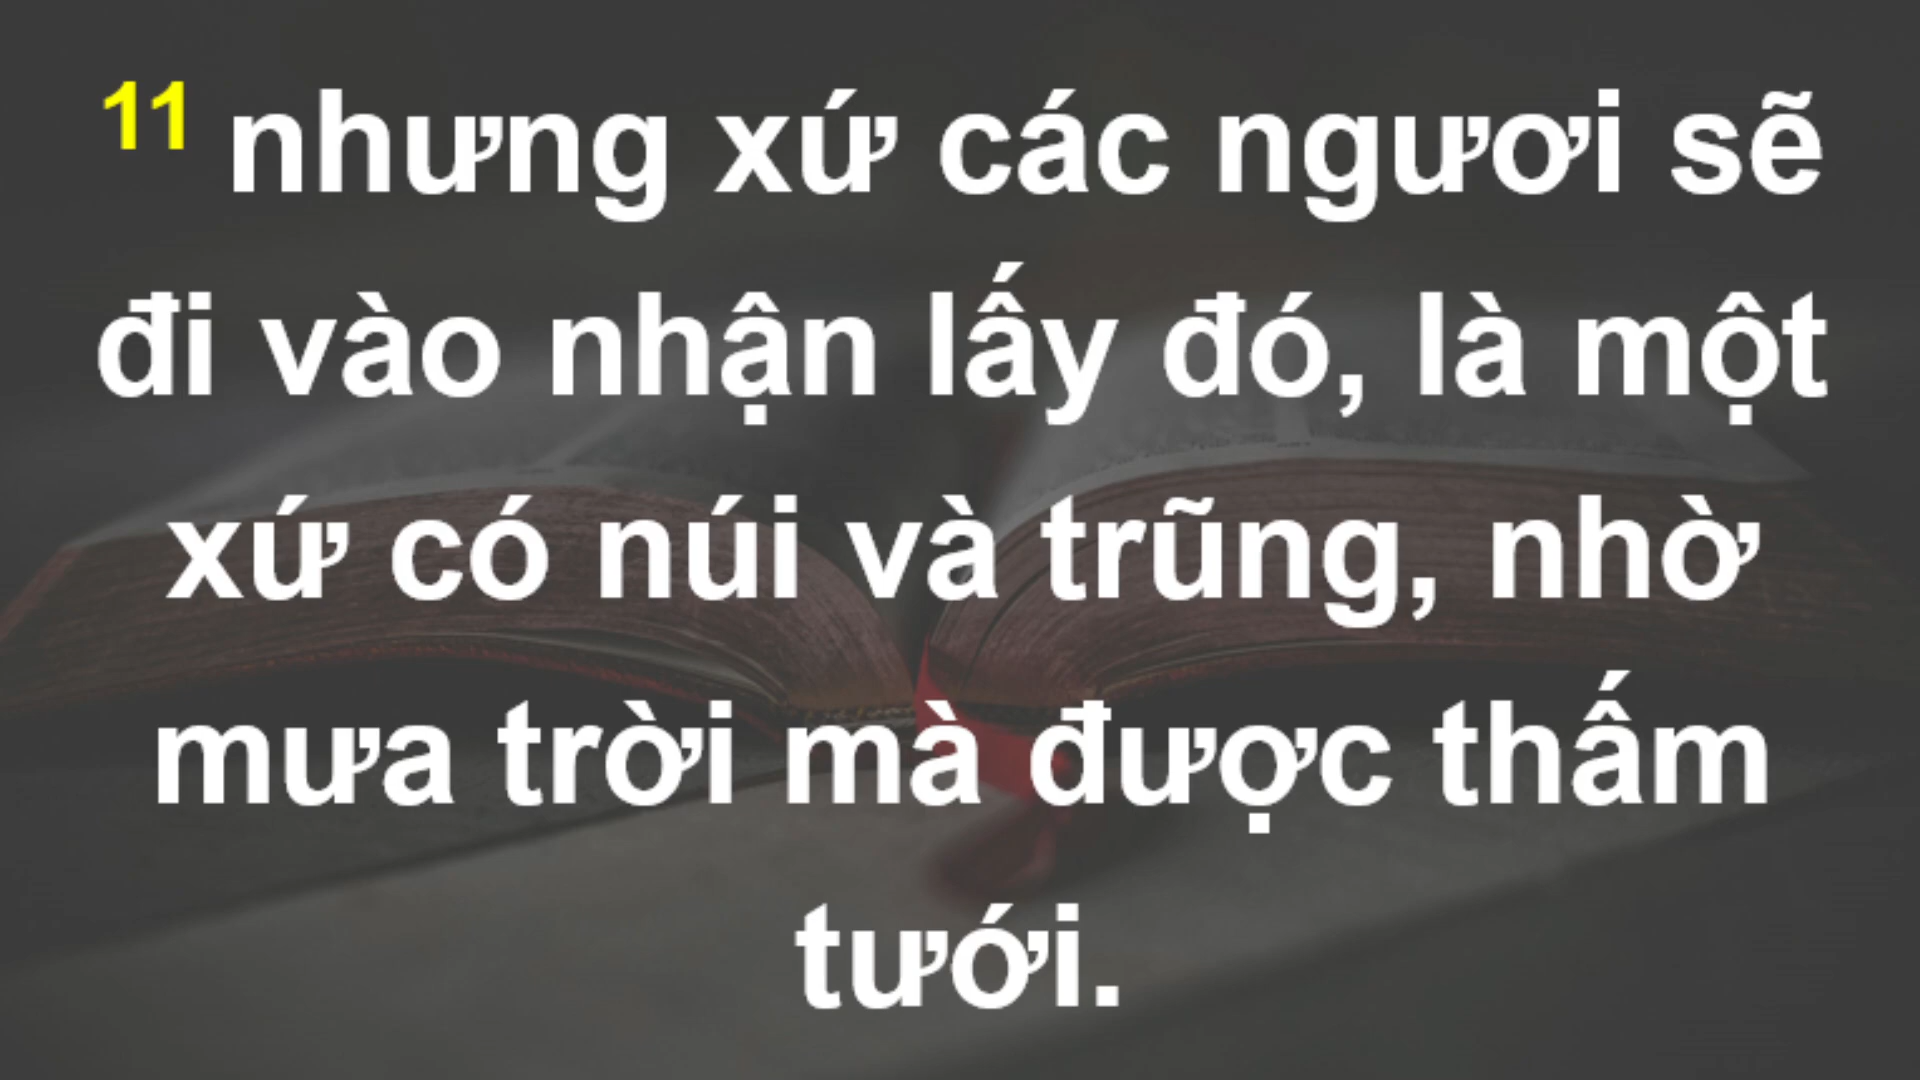 11 nhưng xứ các ngươi sẽ
đi vào nhận lấy đó, là một
xứ có núi và trũng, nhờ
mưa trời mà được thấm
tưới.